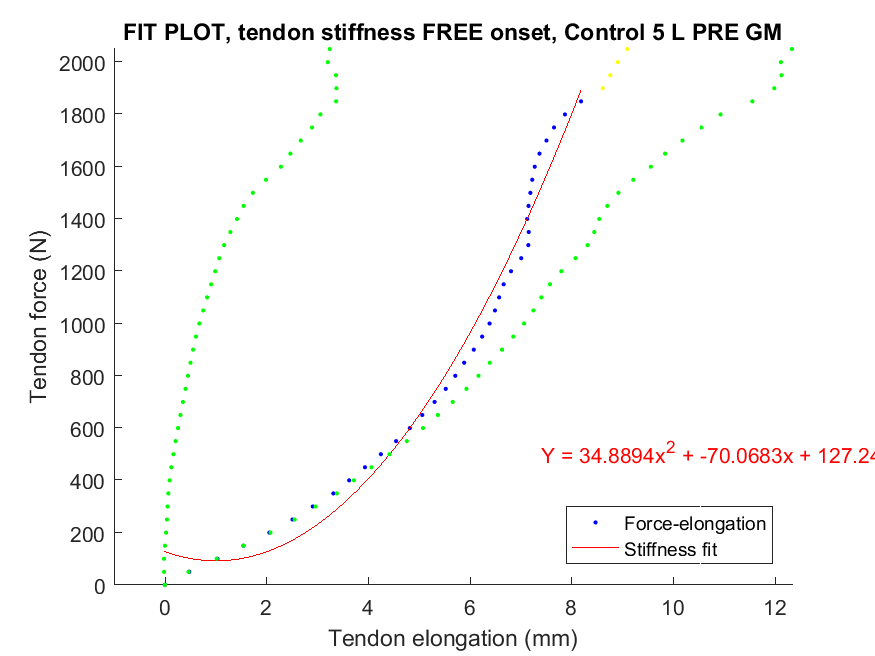 FIT PLOT, tendon stiffness FREE onset, Control 5 L PRE GM
2000
1800
1600
1400
1200
1000
800
600
400
200
0
Tendon force (N)
Y = 34.8894x² + -70.0683x + 127.24
Force-elongation
Stiffness fit
0 2 4 6 8 10 12
Tendon elongation (mm)